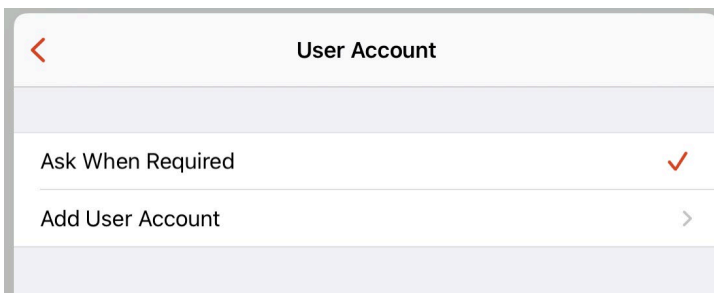 User Account
Ask When Required
Add User Account